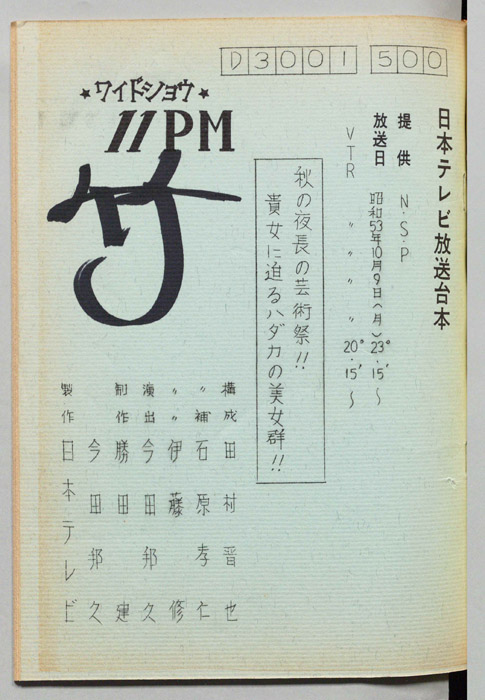 D3001 500
日本テレビ放送台本
提供 N・S・P
放送日 昭和53年10月9日(月)23°・15′〜
VTR 〃 〃 〃 〃 20°・15′〜
秋の夜長の芸術祭!!
貴女に迫るハダカの美女群!!
★ワイドショウ★
11PM
構成 田村晋也
〃補 石原孝仁
〃〃 伊藤修
演出 今田邦久
制作 勝田建
今田邦久
製作 日本テレビ